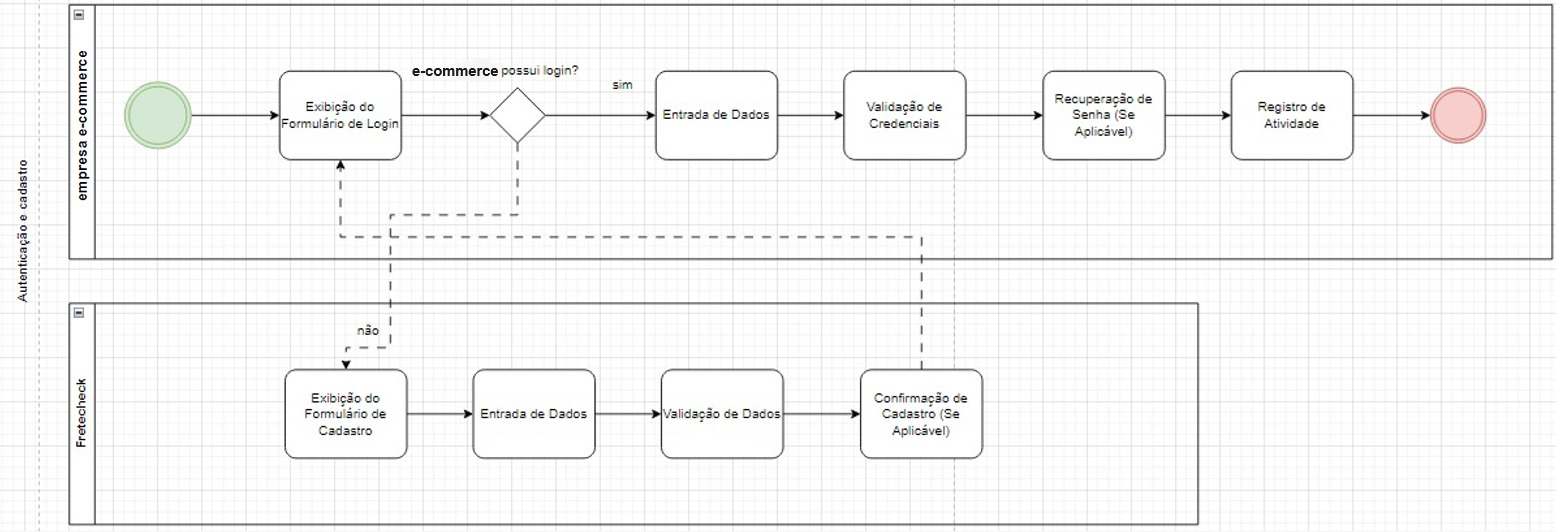 Autenticação e cadastro
empresa e-commerce
Exibição do
Formulário de Login
e-commerce possui login?
sim
Entrada de Dados
Validação de
Credenciais
Recuperação de
Senha (Se
Aplicável)
Registro de
Atividade
Fretecheck
não
Exibição do
Formulário de
Cadastro
Entrada de Dados
Validação de Dados
Confirmação de
Cadastro (Se
Aplicável)